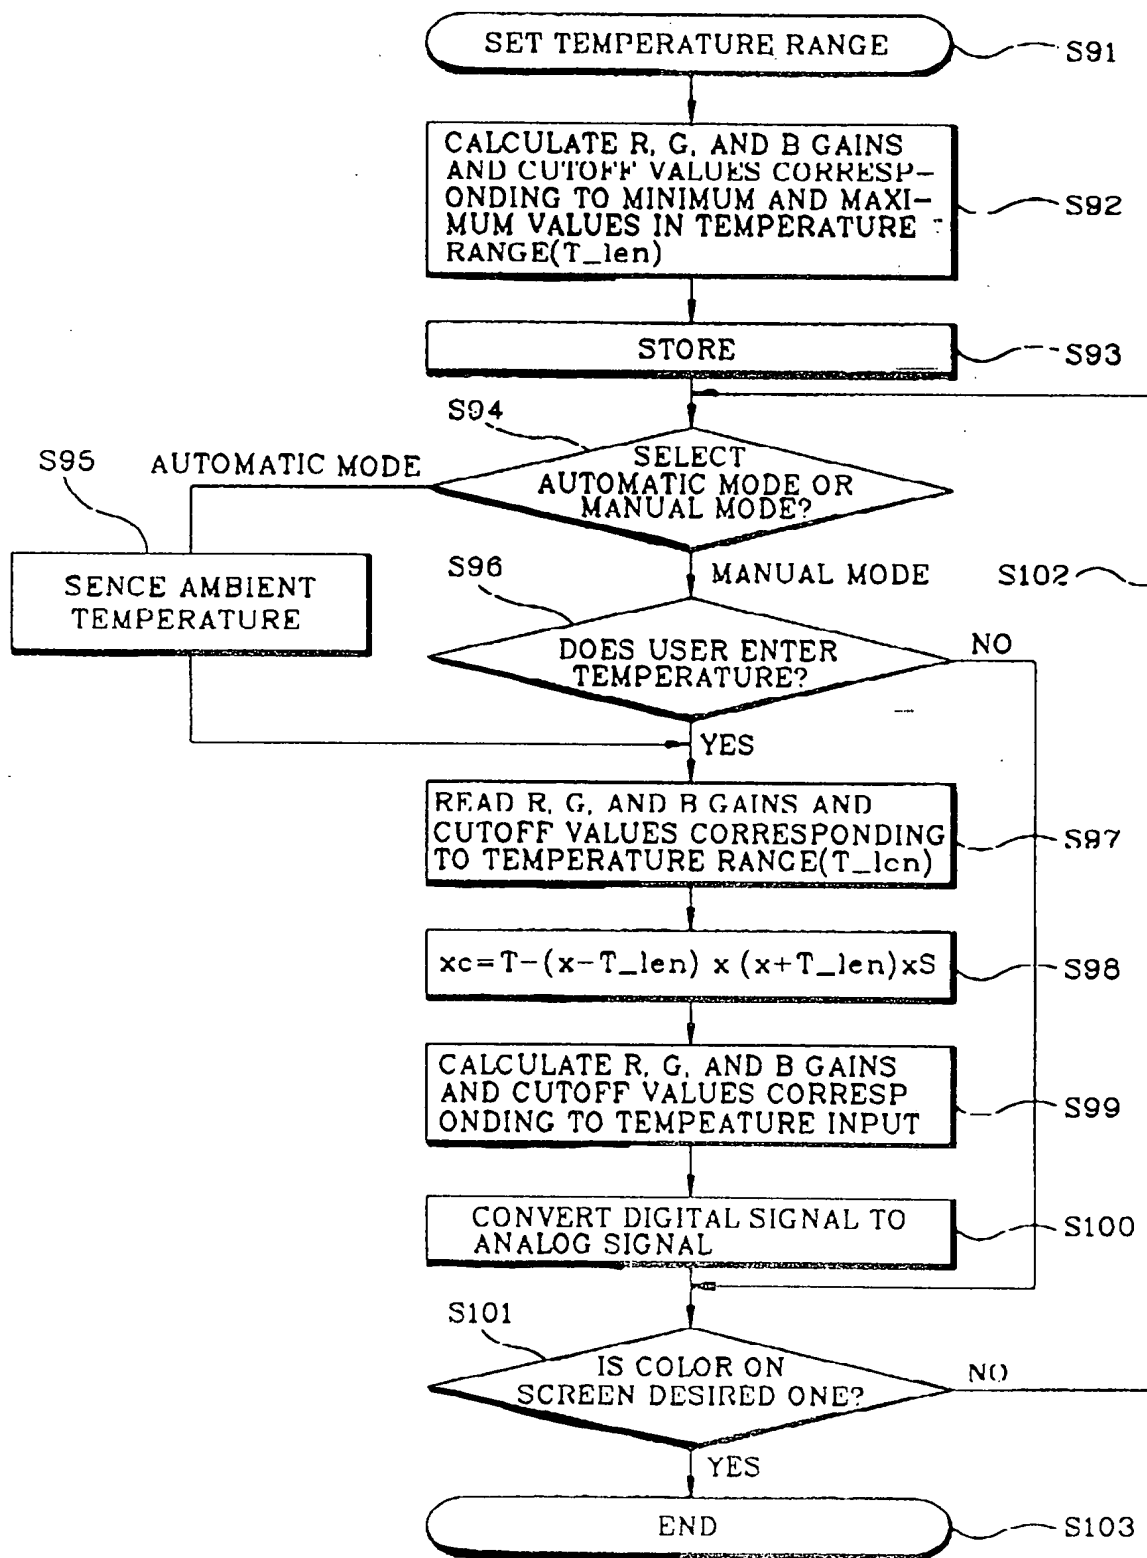 SET TEMPERATURE RANGE
S91
CALCULATE R, G, AND B GAINS
AND CUTOFF VALUES CORRESP-
ONDING TO MINIMUM AND MAXI-
MUM VALUES IN TEMPERATURE
RANGE(T_len)
S92
STORE
S93
S94
SELECT
AUTOMATIC MODE OR
MANUAL MODE?
AUTOMATIC MODE
S95
SENCE AMBIENT
TEMPERATURE
MANUAL MODE
S102
S96
DOES USER ENTER
TEMPERATURE?
NO
YES
READ R, G, AND B GAINS AND
CUTOFF VALUES CORRESPONDING
TO TEMPERATURE RANGE(T_len)
S97
xc=T-(x-T_len) x (x+T_len)xS
S98
CALCULATE R, G, AND B GAINS
AND CUTOFF VALUES CORRESP
ONDING TO TEMPEATURE INPUT
S99
CONVERT DIGITAL SIGNAL TO
ANALOG SIGNAL
S100
S101
IS COLOR ON
SCREEN DESIRED ONE?
NO
YES
END
S103